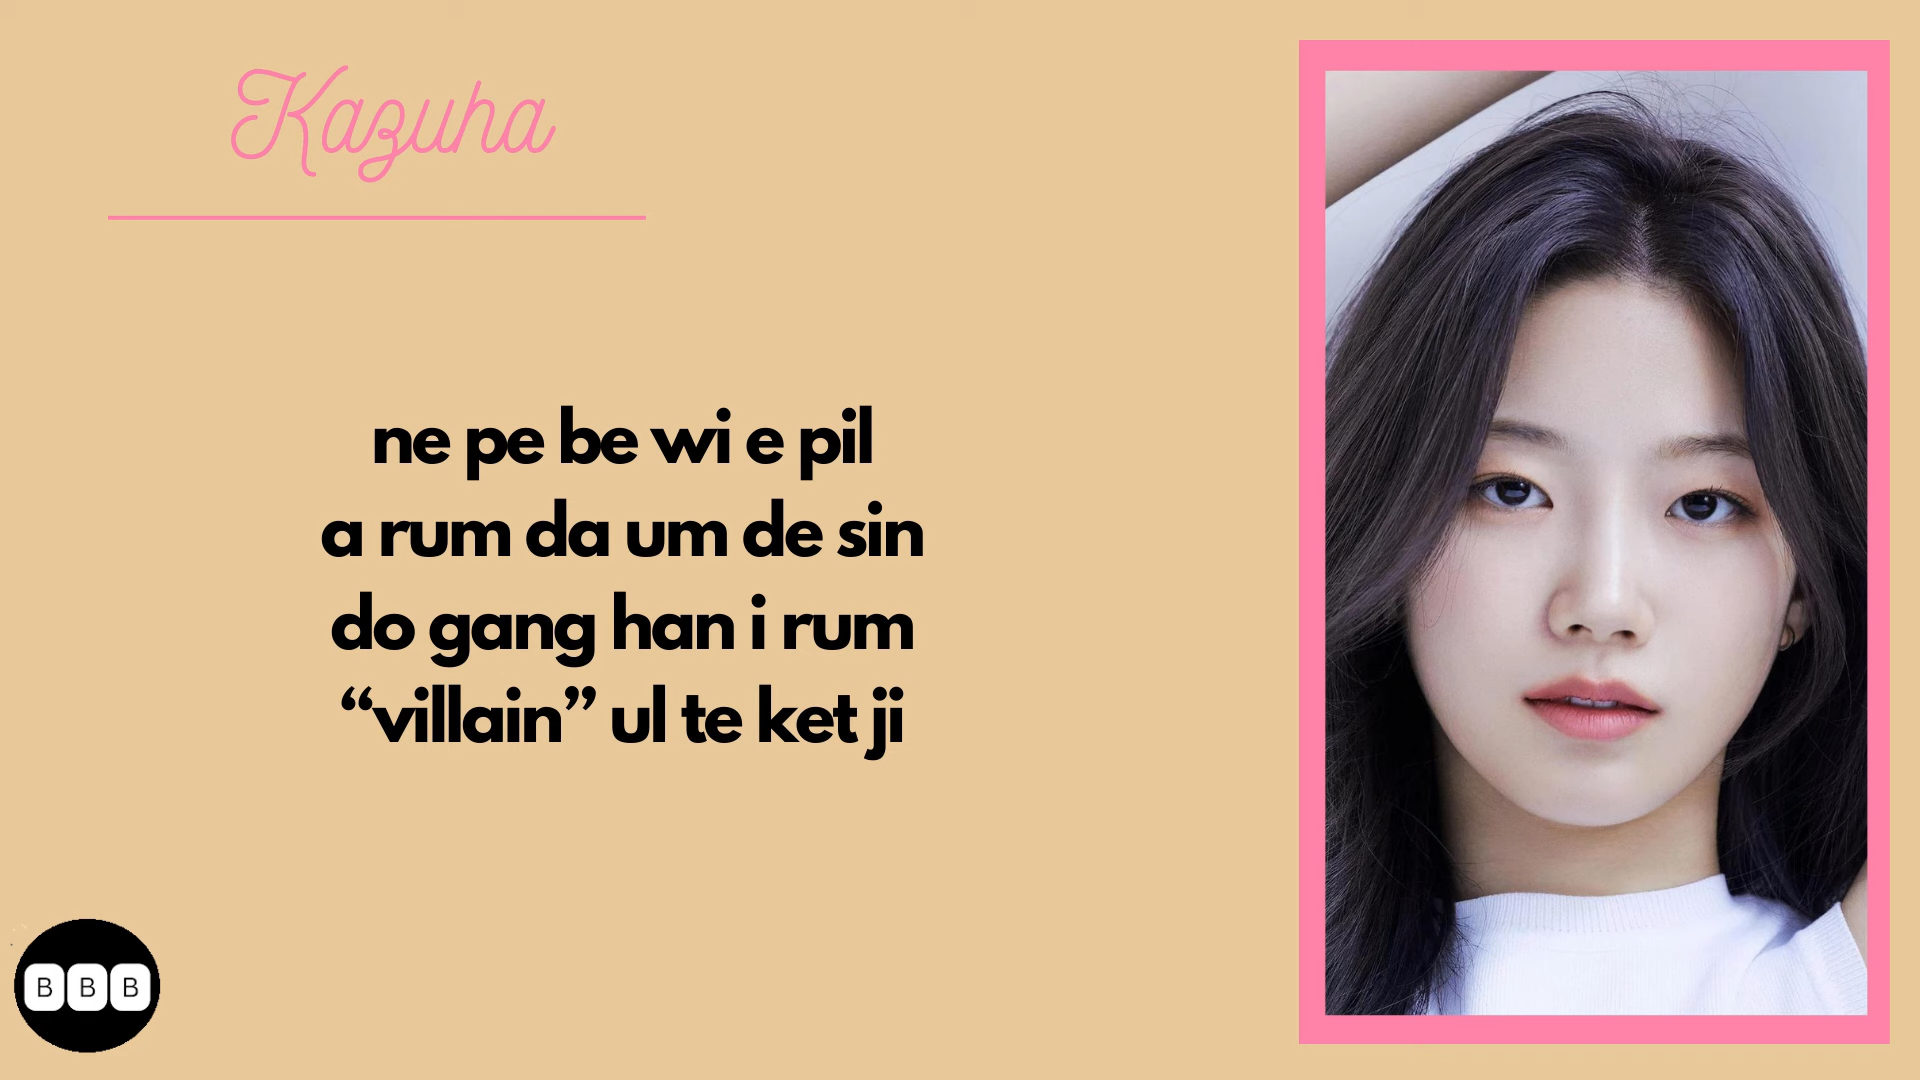 Kazuha
ne pe be wi e pil
a rum da um de sin
do gang han i rum
“villain” ul te ket ji
B B B